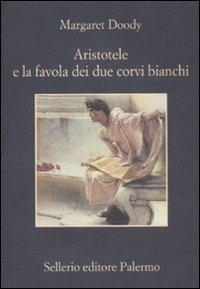 Margaret Doody
Aristotele
e la favola dei due corvi bianchi
Sellerio editore Palermo